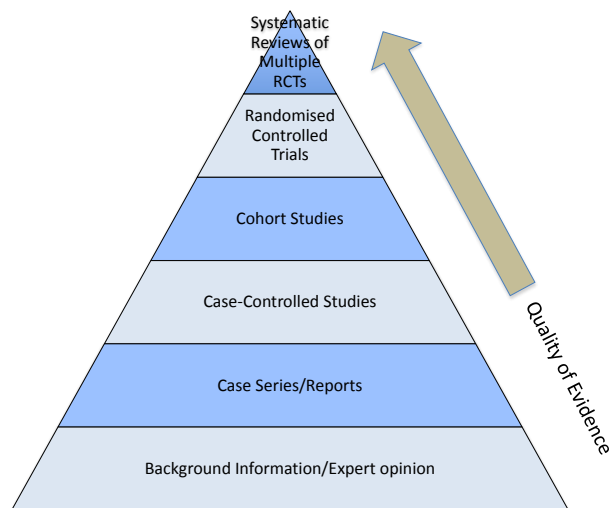 Systematic
Reviews of
Multiple
RCTs
Randomised
Controlled
Trials
Cohort Studies
Case-Controlled Studies
Case Series/Reports
Background Information/Expert opinion
Quality of Evidence